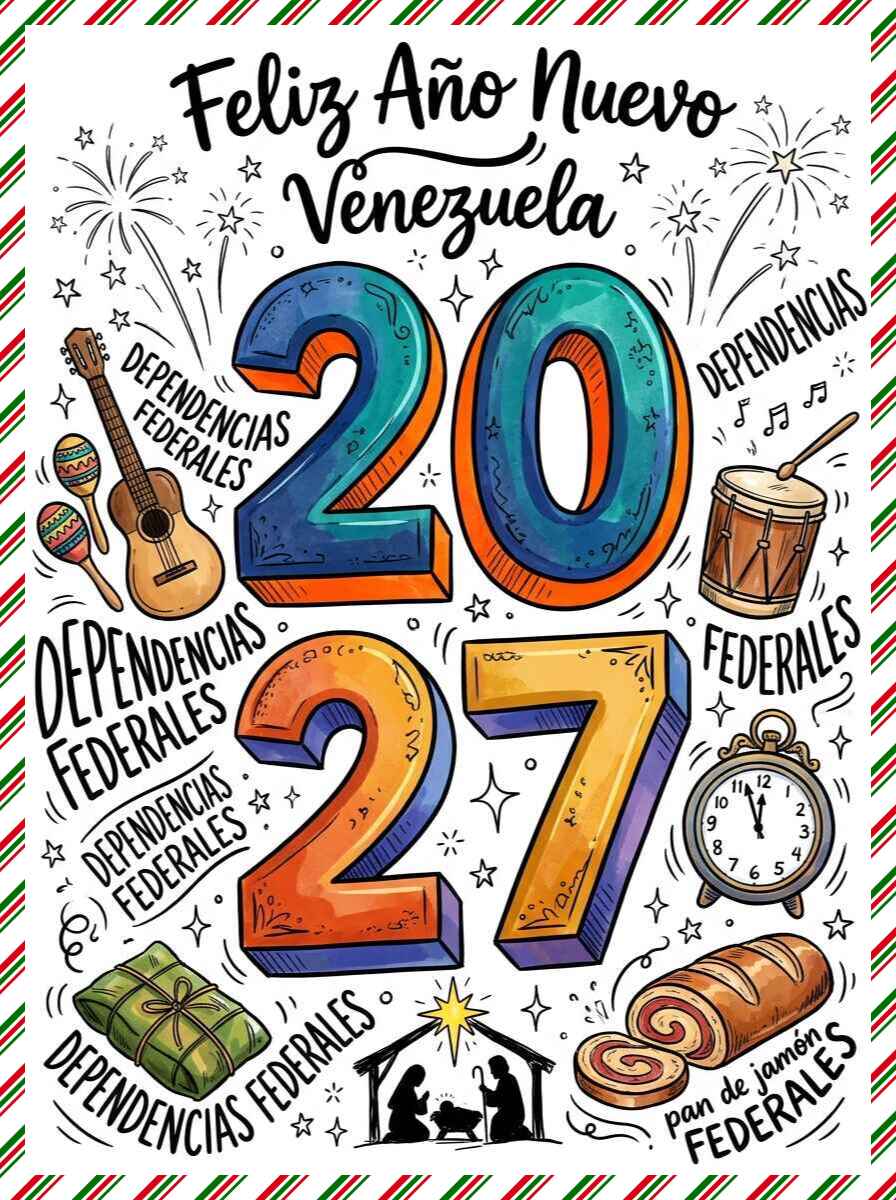 Feliz Año Nuevo
Venezuela
20
DEPENDENCIAS
FEDERALES
DEPENDENCIAS
27
DEPENDENCIAS
FEDERALES
FEDERALES
DEPENDENCIAS
FEDERALES
11 12 1
10 2
9 3
8 4
7 6 5
DEPENDENCIAS FEDERALES
pan de jamón
FEDERALES